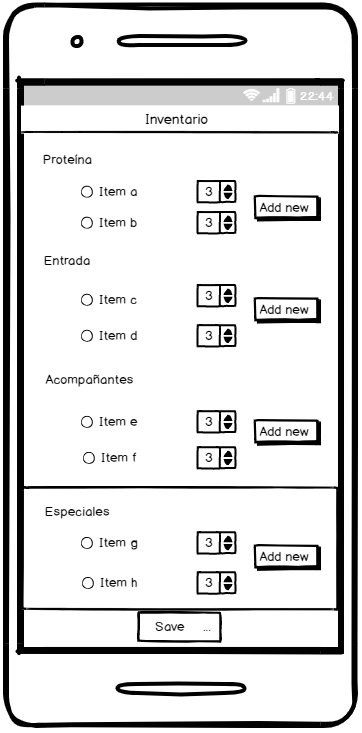 22:44
Inventario
Proteína
Item a 3
Add new
Item b 3
Entrada
Item c 3
Add new
Item d 3
Acompañantes
Item e 3
Add new
Item f 3
Especiales
Item g 3
Add new
Item h 3
Save ...